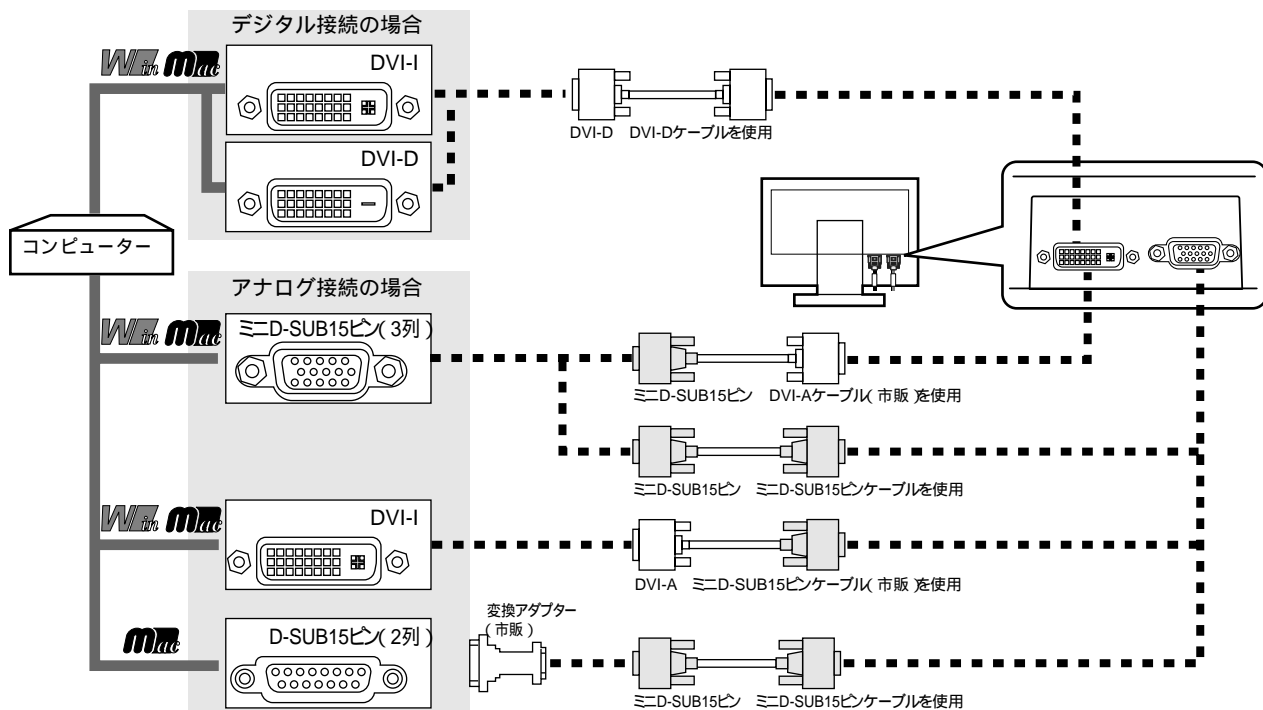 デジタル接続の場合
Win Mac
DVI-I
DVI-D
DVI-D DVI-Dケーブルを使用
コンピューター
アナログ接続の場合
Win Mac
ミニD-SUB15ピン(3列)
ミニD-SUB15ピン DVI-Aケーブル(市販)を使用
ミニD-SUB15ピン ミニD-SUB15ピンケーブルを使用
Win Mac
DVI-I
DVI-A ミニD-SUB15ピンケーブル(市販)を使用
Mac
D-SUB15ピン(2列)
変換アダプター
(市販)
ミニD-SUB15ピン ミニD-SUB15ピンケーブルを使用